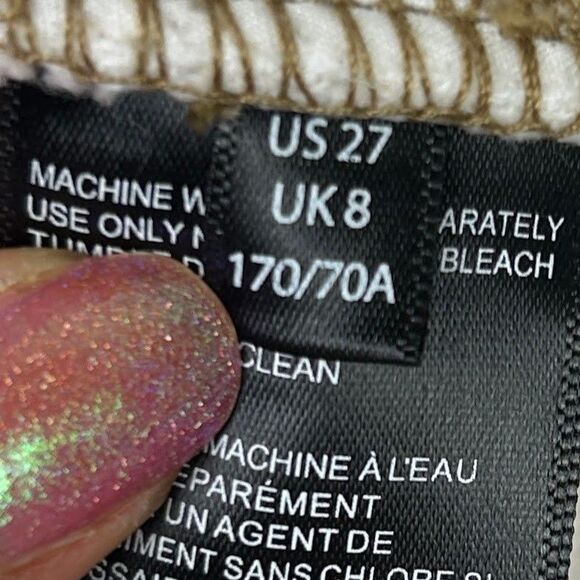 US 27
UK 8
170/70A
MACHINE
USE ONLY
ARATELY
BLEACH
CLEAN
MACHINE À L'EAU
ÉPARÉMENT
UN AGENT DE
MENT SANS CHLORE